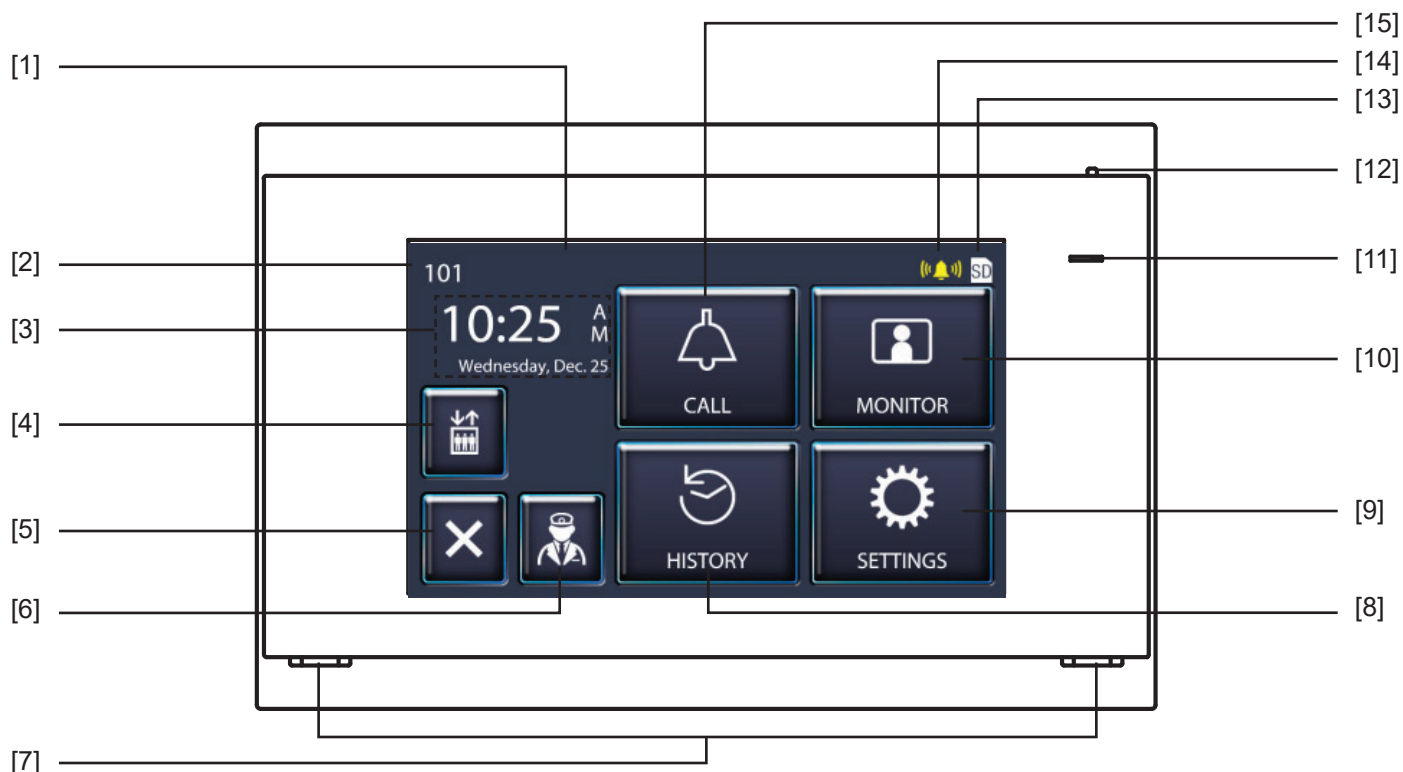 [15]
[1]
[14]
[13]
[12]
[2]
101
SD
[11]
[3]
10:25 AM
Wednesday, Dec. 25
[10]
CALL
MONITOR
[4]
[5]
[9]
HISTORY
SETTINGS
[6]
[8]
[7]